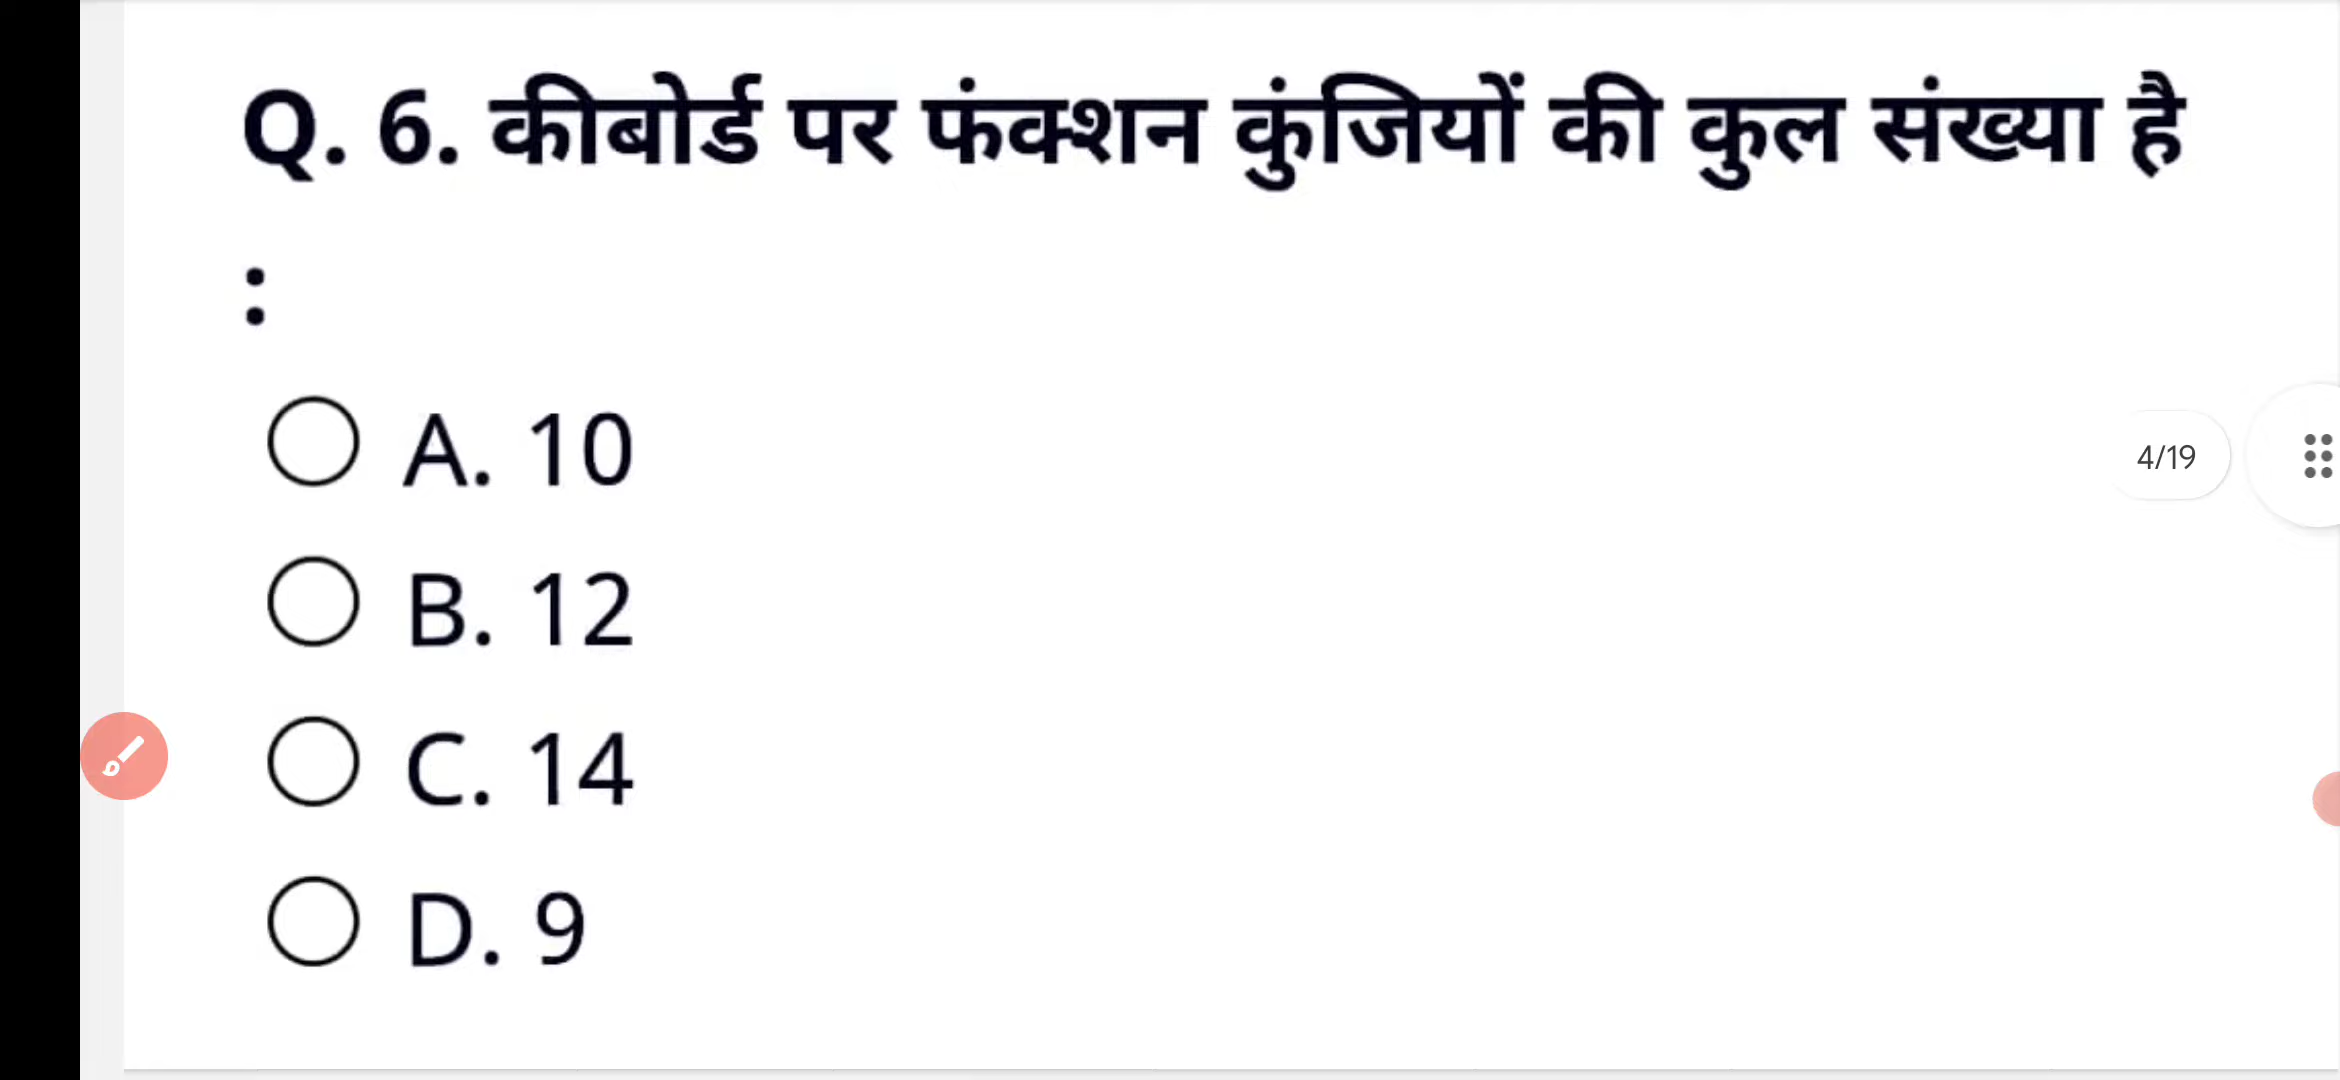 Q. 6. कीबोर्ड पर फंक्शन कुंजियों की कुल संख्या है
:
A. 10
4/19
B. 12
C. 14
D. 9